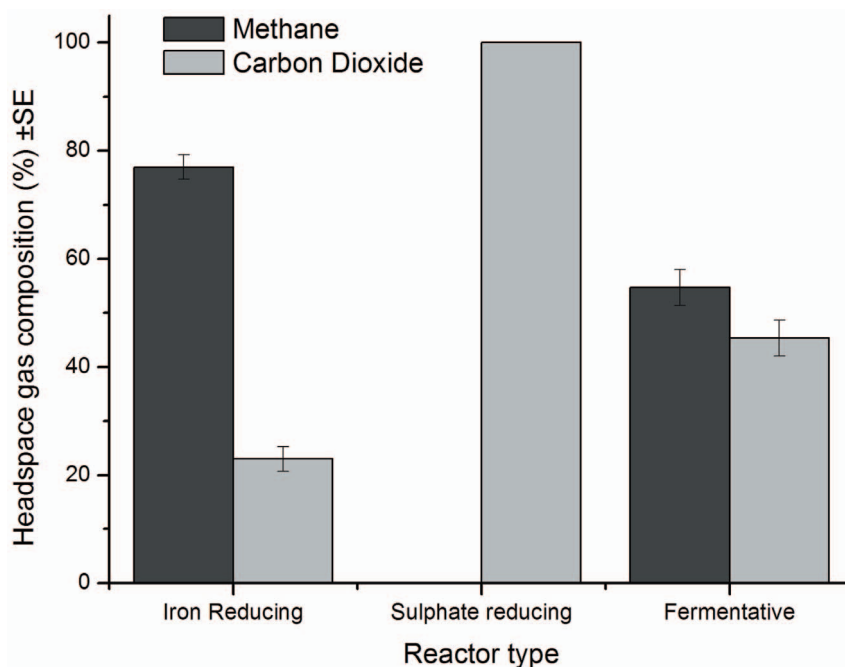 Methane
Carbon Dioxide
Headspace gas composition (%) ±SE
100
80
60
40
20
0
Iron Reducing Sulphate reducing Fermentative
Reactor type